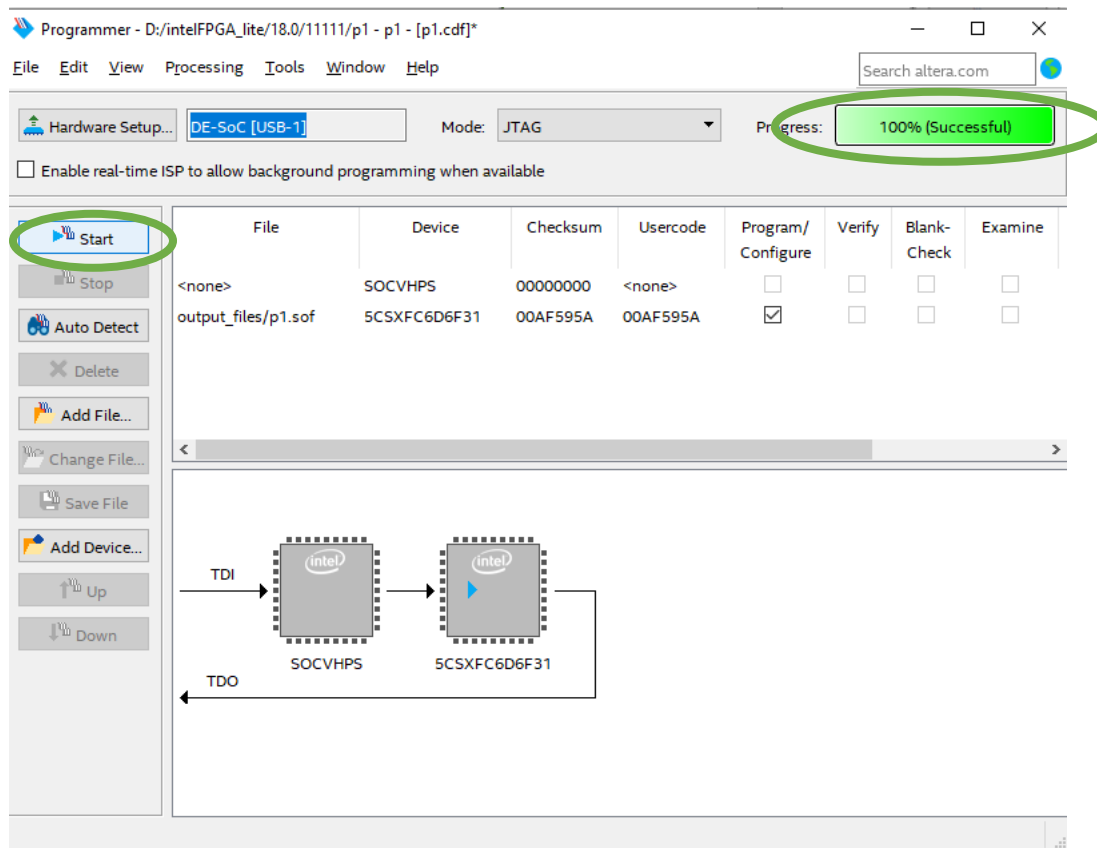 Programmer - D:/intelFPGA_lite/18.0/11111/p1 - p1 - [p1.cdf]*
File Edit View Processing Tools Window Help
Search altera.com
Hardware Setup... DE-SoC [USB-1] Mode: JTAG Progress: 100% (Successful)
Enable real-time ISP to allow background programming when available
Start
Stop
Auto Detect
Delete
Add File...
Change File...
Save File
Add Device...
Up
Down
File Device Checksum Usercode Program/ Verify Blank- Examine
Configure Check
<none> SOCVHPS 00000000 <none>
output_files/p1.sof 5CSXFC6D6F31 00AF595A 00AF595A
intel intel
TDI
SOCVHPS 5CSXFC6D6F31
TDO